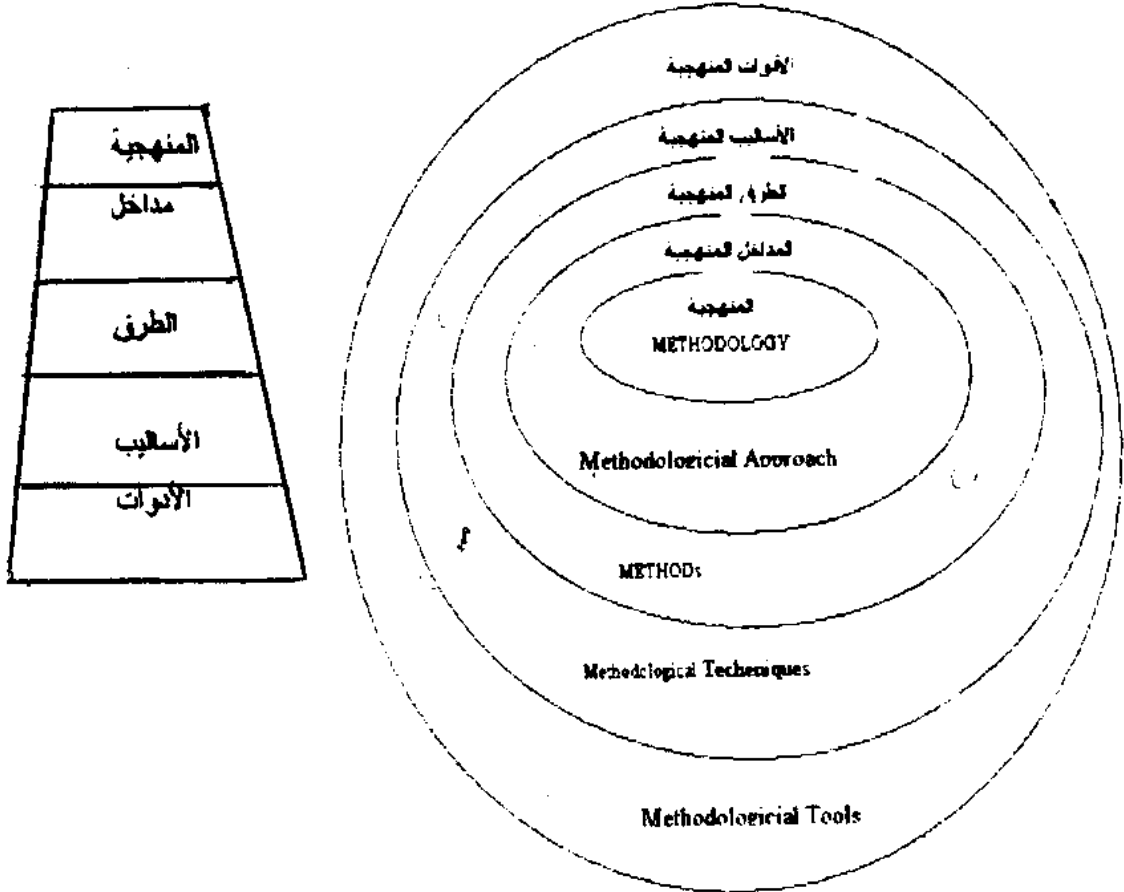 المنهجية
مداخل
الطرق
الأساليب
الأدوات
الأدوات المنهجية
الأساليب المنهجية
الطرق المنهجية
المداخل المنهجية
المنهجية
METHODOLOGY
Methodologicial Approach
METHODs
Methodological Techeniques
Methodologicial Tools